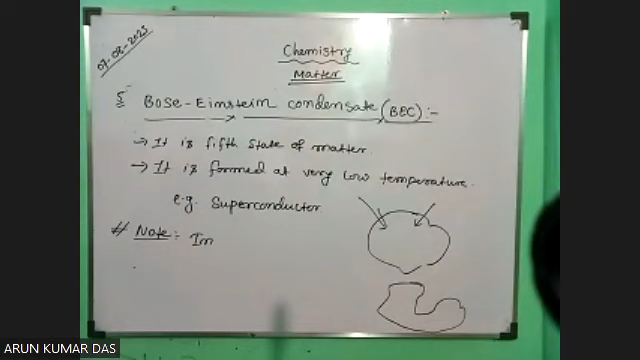 07-08-2023
Chemistry
Matter
5 Bose-Einstein condensate (BEC):-
→ It is fifth state of matter.
→ It is formed at very low temperature.
e.g. Superconductor
# Note:- In
ARUN KUMAR DAS